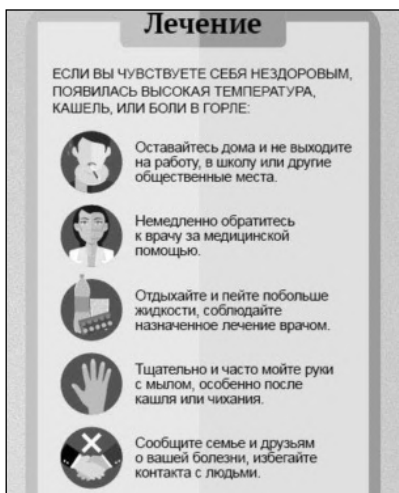 Лечение
ЕСЛИ ВЫ ЧУВСТВУЕТЕ СЕБЯ НЕЗДОРОВЫМ,
ПОЯВИЛАСЬ ВЫСОКАЯ ТЕМПЕРАТУРА,
КАШЕЛЬ, ИЛИ БОЛИ В ГОРЛЕ:
Оставайтесь дома и не выходите
на работу, в школу или другие
общественные места.
Немедленно обратитесь
к врачу за медицинской
помощью.
Отдыхайте и пейте побольше
жидкости, соблюдайте
назначенное лечение врачом.
Тщательно и часто мойте руки
с мылом, особенно после
кашля или чихания.
Сообщите семье и друзьям
о вашей болезни, избегайте
контакта с людьми.